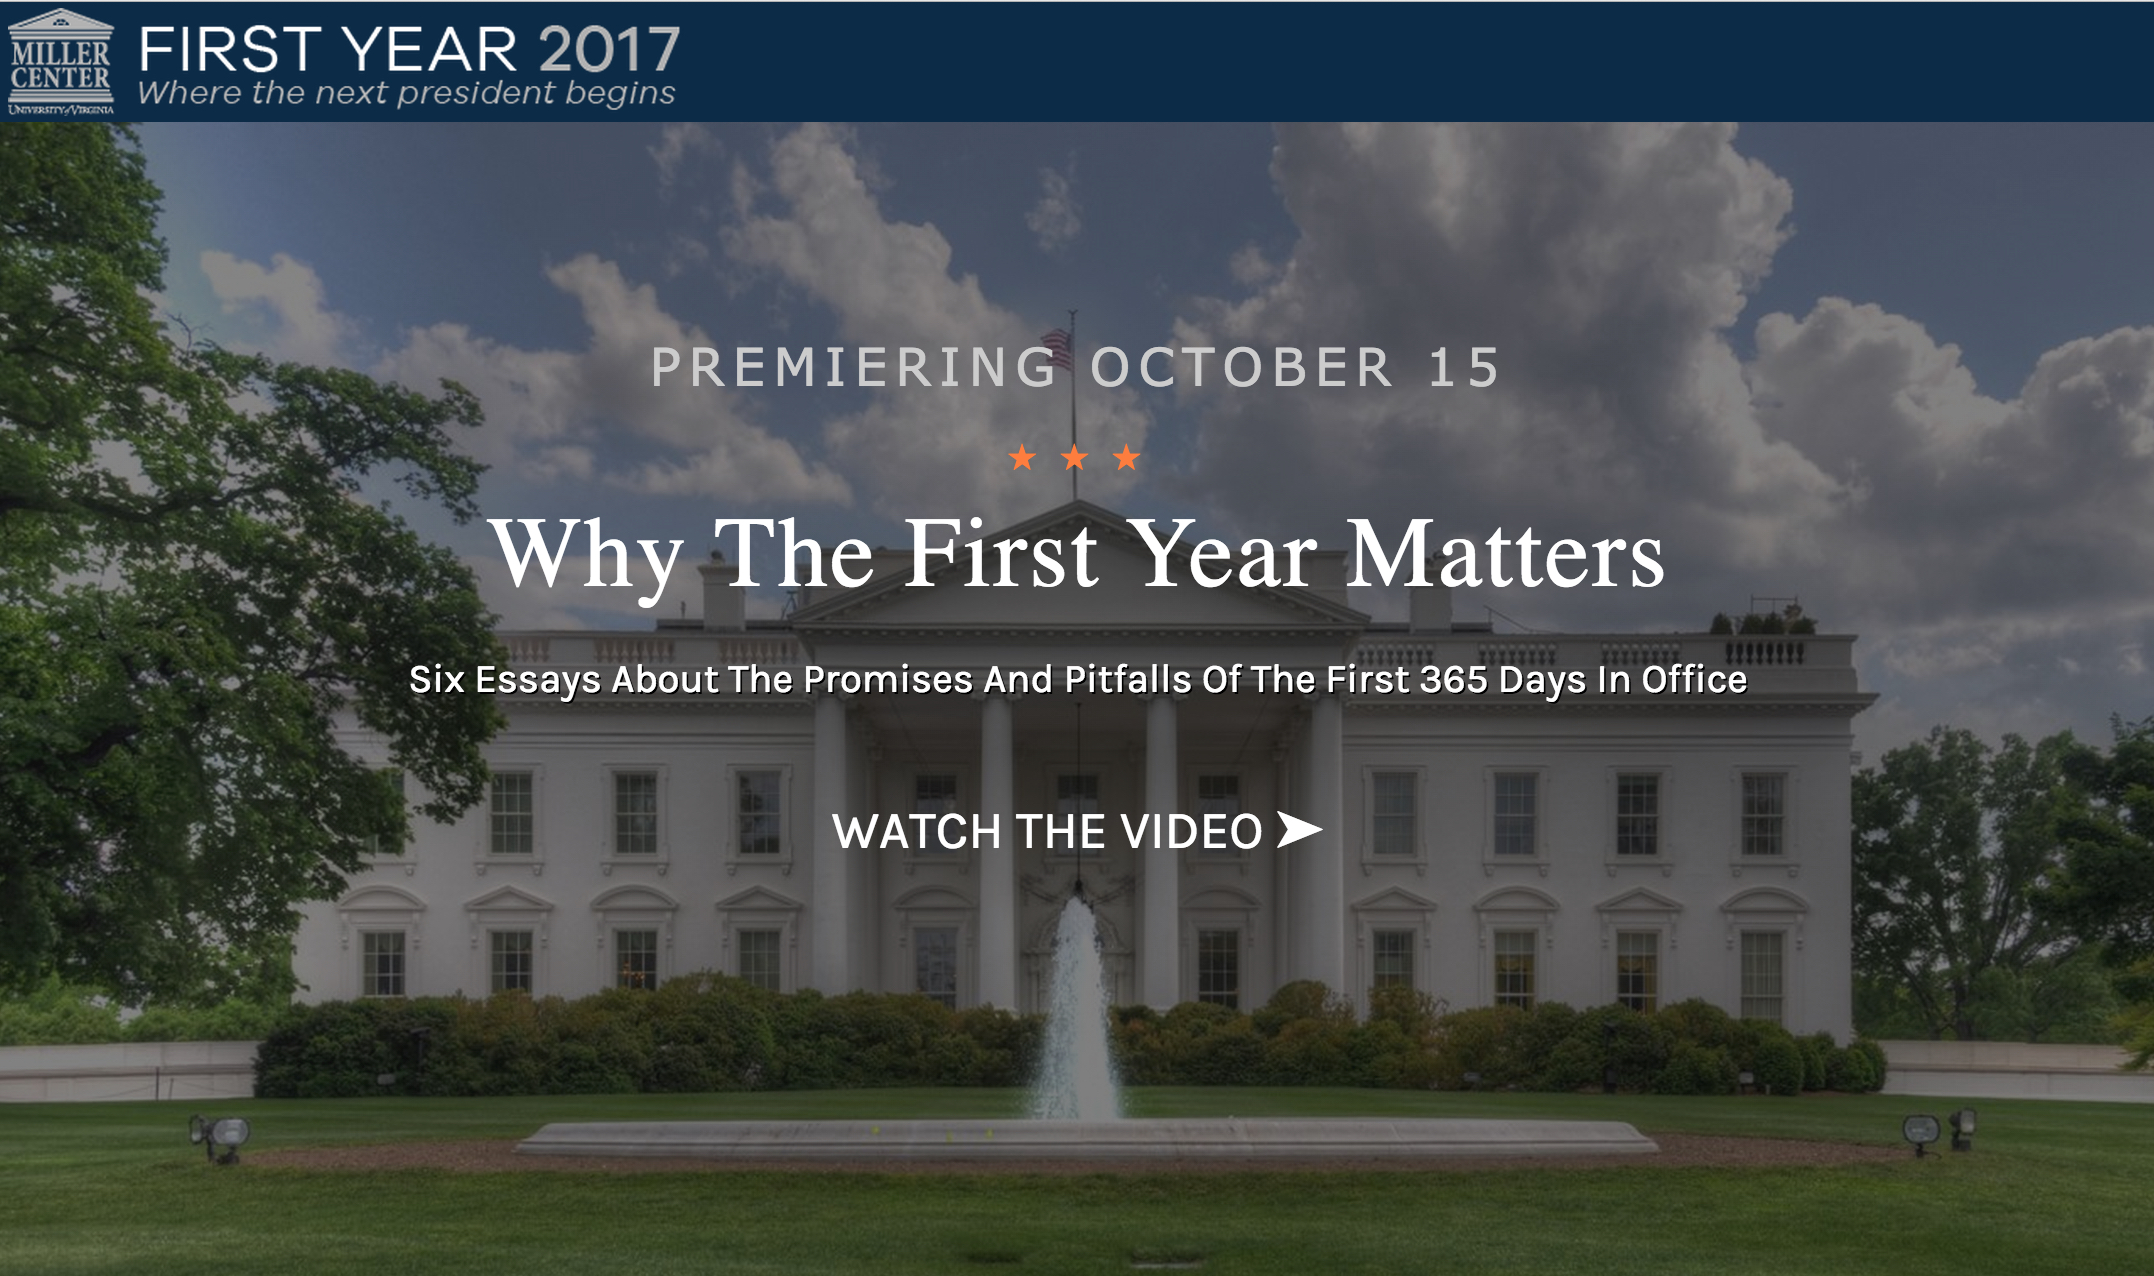 MILLER
CENTER
UNIVERSITY of VIRGINIA
FIRST YEAR 2017
Where the next president begins
PREMIERING OCTOBER 15
★ ★ ★
Why The First Year Matters
Six Essays About The Promises And Pitfalls Of The First 365 Days In Office
WATCH THE VIDEO ➤